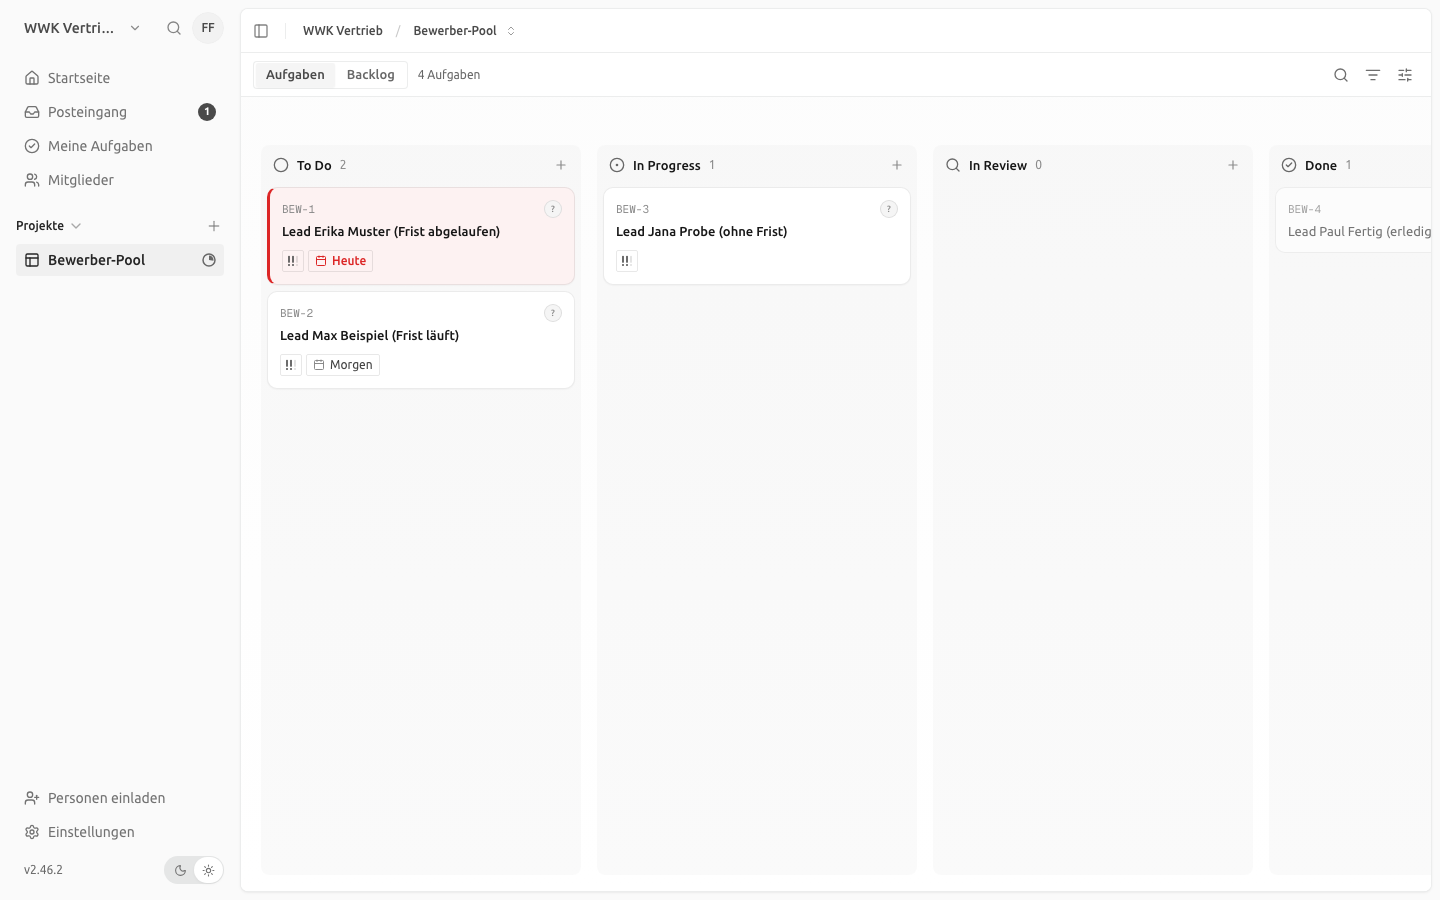 WWK Vertri...
FF
Startseite
Posteingang
1
Meine Aufgaben
Mitglieder
Projekte
Bewerber-Pool
Personen einladen
Einstellungen
v2.46.2
WWK Vertrieb / Bewerber-Pool
Aufgaben
Backlog
4 Aufgaben
To Do 2
BEW-1
?
Lead Erika Muster (Frist abgelaufen)
!!!
Heute
BEW-2
?
Lead Max Beispiel (Frist läuft)
!!!
Morgen
In Progress 1
BEW-3
?
Lead Jana Probe (ohne Frist)
!!!
In Review 0
Done 1
BEW-4
Lead Paul Fertig (erledig